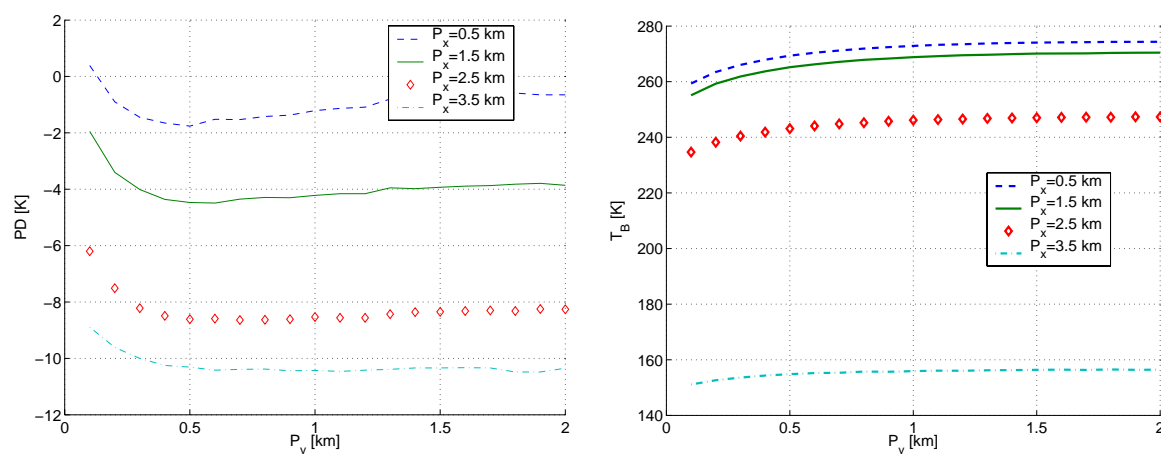 2
0
−2
−4
−6
−8
−10
−12
PD [K]
0
0.5
1
1.5
2
P_y [km]
P_x=0.5 km
P_x=1.5 km
P_x=2.5 km
P_x=3.5 km
280
260
240
220
200
180
160
140
T_B [K]
0
0.5
1
1.5
2
P_y [km]
P_x=0.5 km
P_x=1.5 km
P_x=2.5 km
P_x=3.5 km